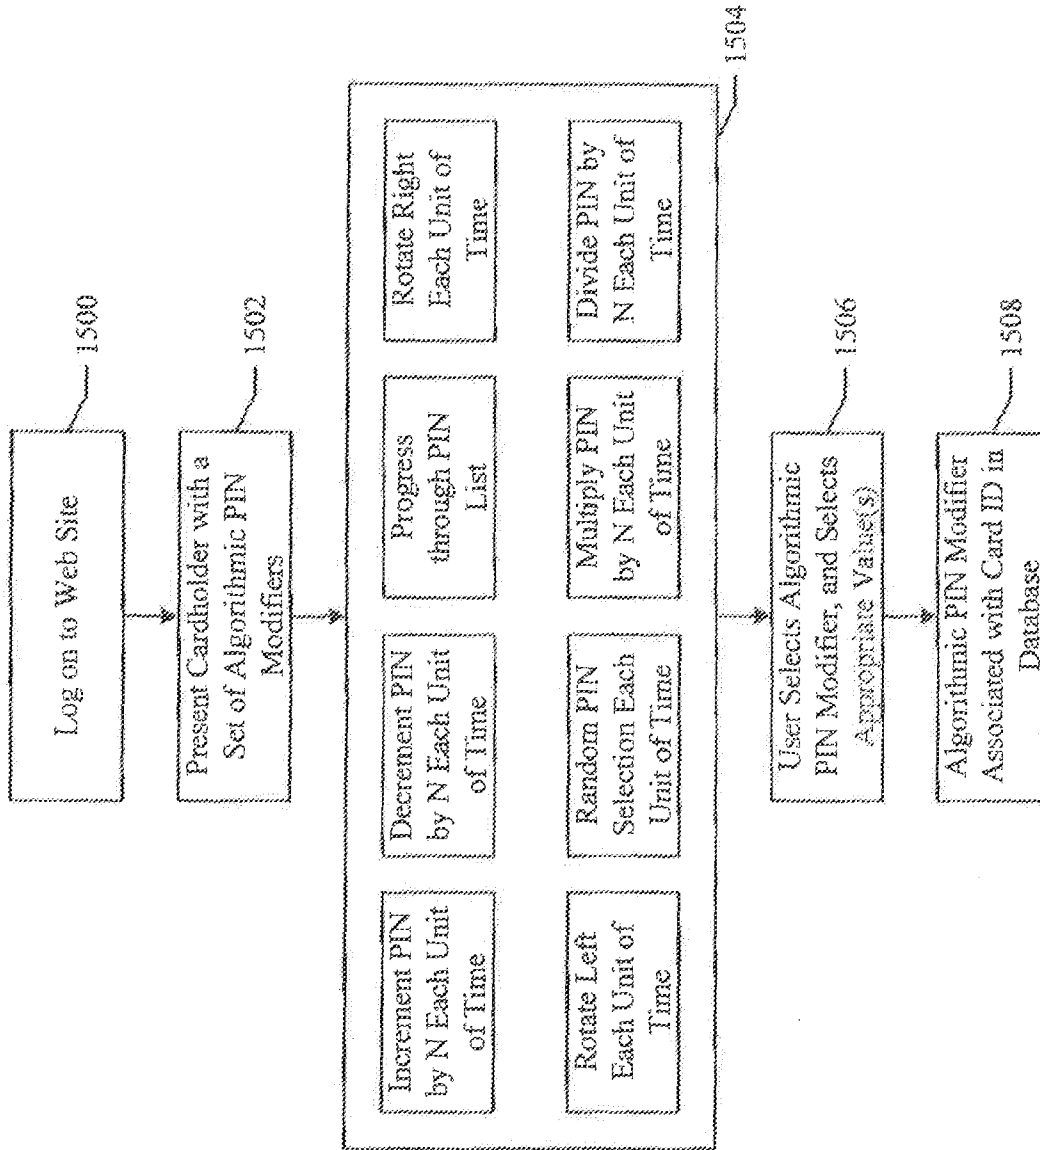 Log on to Web Site
1500
Present Cardholder with a
Set of Algorithmic PIN
Modifiers
1502
Increment PIN
by N Each Unit
of Time
Decrement PIN
by N Each Unit
of Time
Progress
through PIN
List
Rotate Right
Each Unit of
Time
Rotate Left
Each Unit of
Time
Random PIN
Selection Each
Unit of Time
Multiply PIN
by N Each Unit
of Time
Divide PIN by
N Each Unit of
Time
1504
User Selects Algorithmic
PIN Modifier, and Selects
Appropriate Value(s)
1506
Algorithmic PIN Modifier
Associated with Card ID in
Database
1508